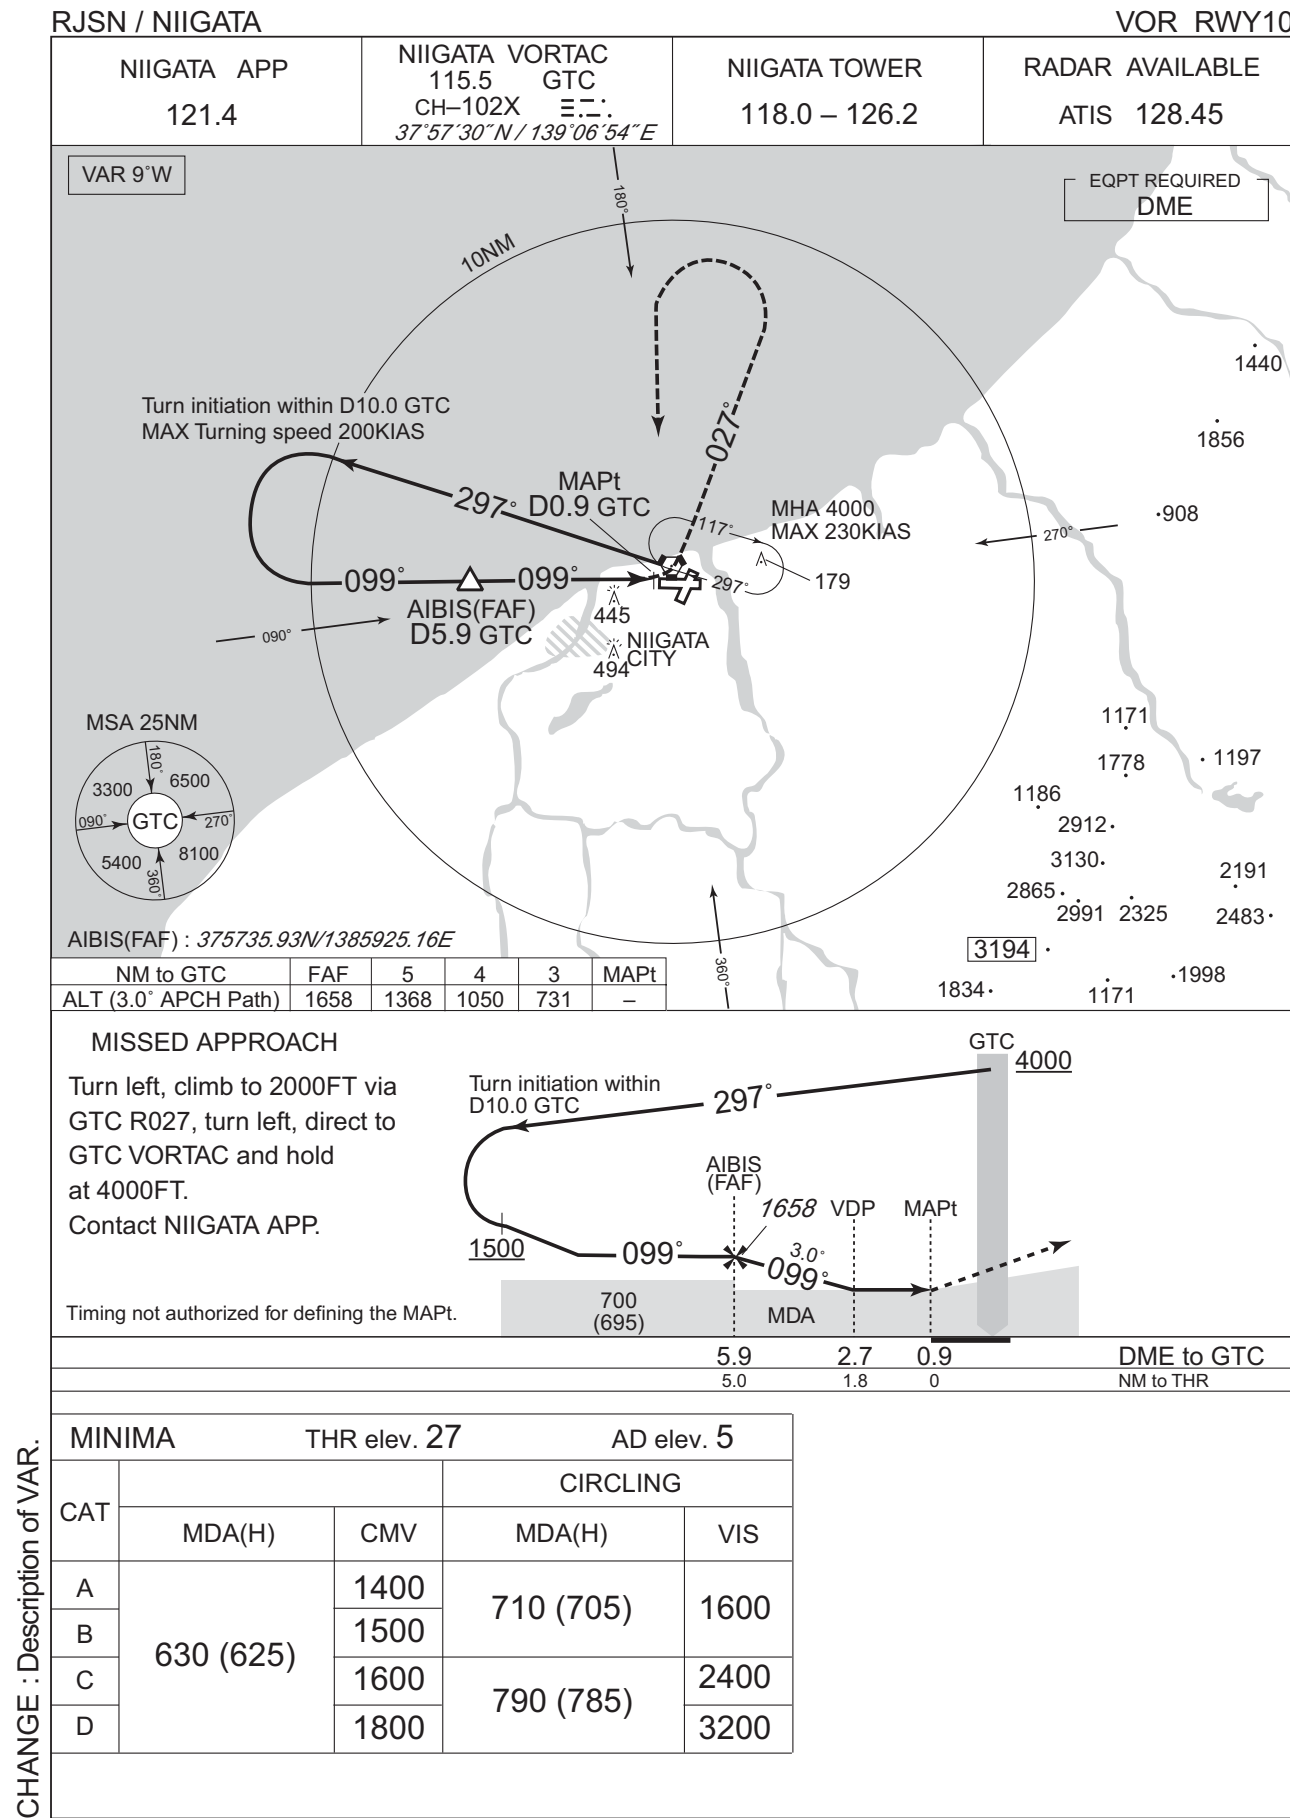 RJSN / NIIGATA
VOR RWY10
NIIGATA APP
121.4
NIIGATA VORTAC
115.5 GTC
CH–102X
37°57´30˝N / 139°06´54˝E
NIIGATA TOWER
118.0 – 126.2
RADAR AVAILABLE
ATIS 128.45
VAR 9°W
EQPT REQUIRED
DME
180°
10NM
1440
1856
908
270°
Turn initiation within D10.0 GTC
MAX Turning speed 200KIAS
027°
297°
MAPt
D0.9 GTC
MHA 4000
MAX 230KIAS
117°
297°
179
099°
099°
AIBIS(FAF)
D5.9 GTC
090°
445
NIIGATA
CITY
494
MSA 25NM
180°
3300
6500
090°
GTC
270°
5400
8100
360°
1171
1778
1197
1186
2912
3130
2191
2865
2991
2325
2483
3194
1834
1171
1998
360°
AIBIS(FAF) : 375735.93N/1385925.16E
NM to GTC FAF 5 4 3 MAPt
ALT (3.0° APCH Path) 1658 1368 1050 731 –
MISSED APPROACH
Turn left, climb to 2000FT via
GTC R027, turn left, direct to
GTC VORTAC and hold
at 4000FT.
Contact NIIGATA APP.
Timing not authorized for defining the MAPt.
GTC
4000
Turn initiation within
D10.0 GTC
297°
AIBIS
(FAF)
1658
VDP
MAPt
1500
099°
3.0°
099°
700
(695)
MDA
5.9 2.7 0.9 DME to GTC
5.0 1.8 0 NM to THR
MINIMA THR elev. 27 AD elev. 5
CAT
CIRCLING
MDA(H) CMV MDA(H) VIS
A 1400
710 (705) 1600
B 1500
630 (625)
C 1600 2400
790 (785)
D 1800 3200
CHANGE : Description of VAR.